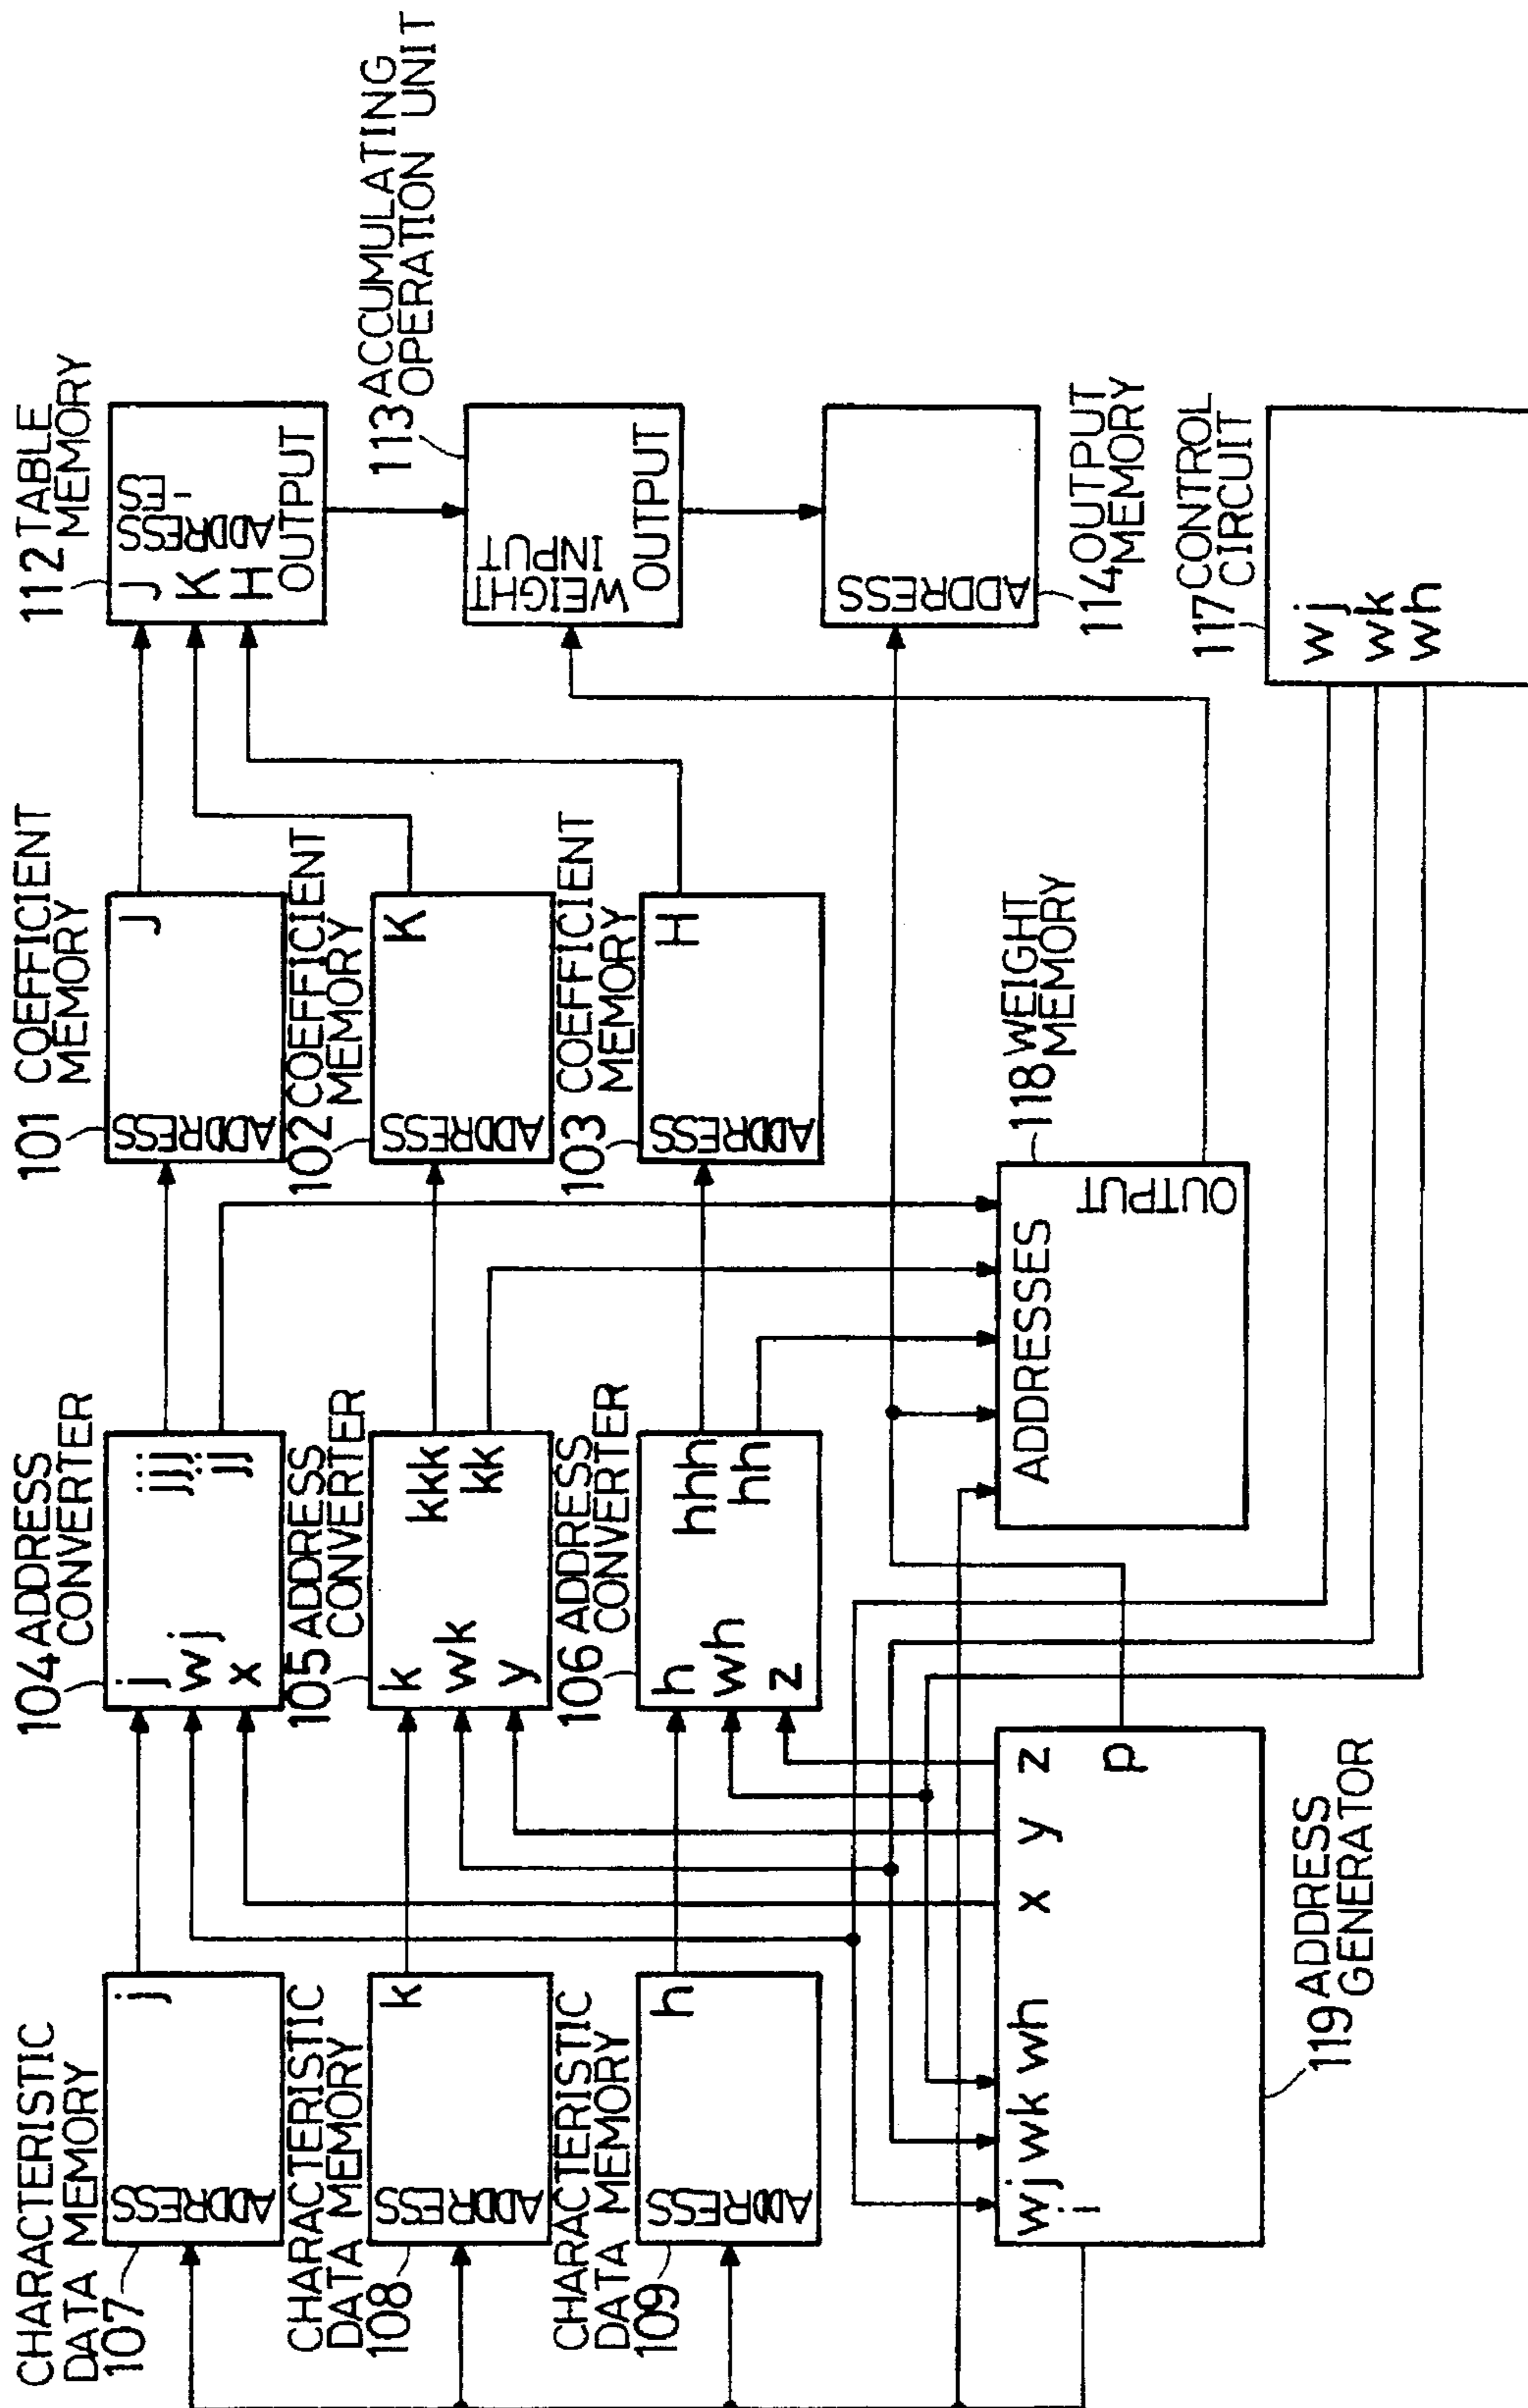 CHARACTERISTIC
DATA MEMORY
107
j
ADDRESS
CHARACTERISTIC
DATA MEMORY
108
k
ADDRESS
CHARACTERISTIC
DATA MEMORY
109
h
ADDRESS
104 ADDRESS
CONVERTER
j
wj
x
jjj
jj
105 ADDRESS
CONVERTER
k
wk
y
kkk
kk
106 ADDRESS
CONVERTER
h
wh
z
hhh
hh
101 COEFFICIENT
MEMORY
ADDRESS
J
102 COEFFICIENT
MEMORY
ADDRESS
K
103 COEFFICIENT
MEMORY
ADDRESS
H
112 TABLE
MEMORY
J
K
H
ADDRESS
-ES
OUTPUT
113 ACCUMULATING
OPERATION UNIT
WEIGHT
INPUT
OUTPUT
ADDRESS
114 OUTPUT
MEMORY
117 CONTROL
CIRCUIT
wj
wk
wh
118 WEIGHT
MEMORY
ADDRESSES
OUTPUT
wj wk wh x y z
i
p
119 ADDRESS
GENERATOR